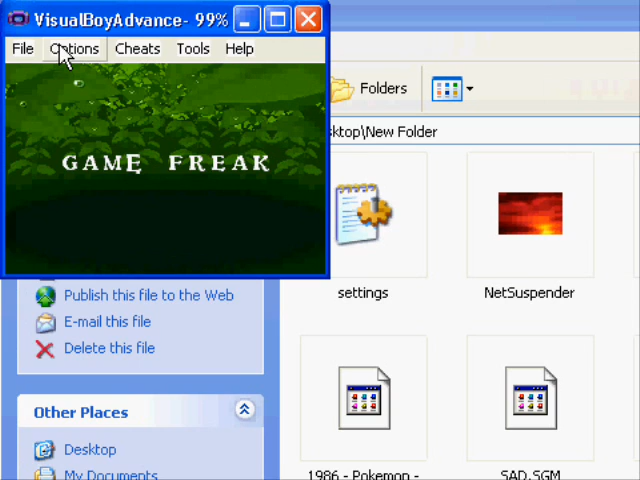 VisualBoyAdvance- 99%
File Options Cheats Tools Help
GAME FREAK
Folders
ktop\New Folder
settings
NetSuspender
Publish this file to the Web
E-mail this file
Delete this file
Other Places
Desktop
My Documents
1986 - Pokemon -
SAD.SGM